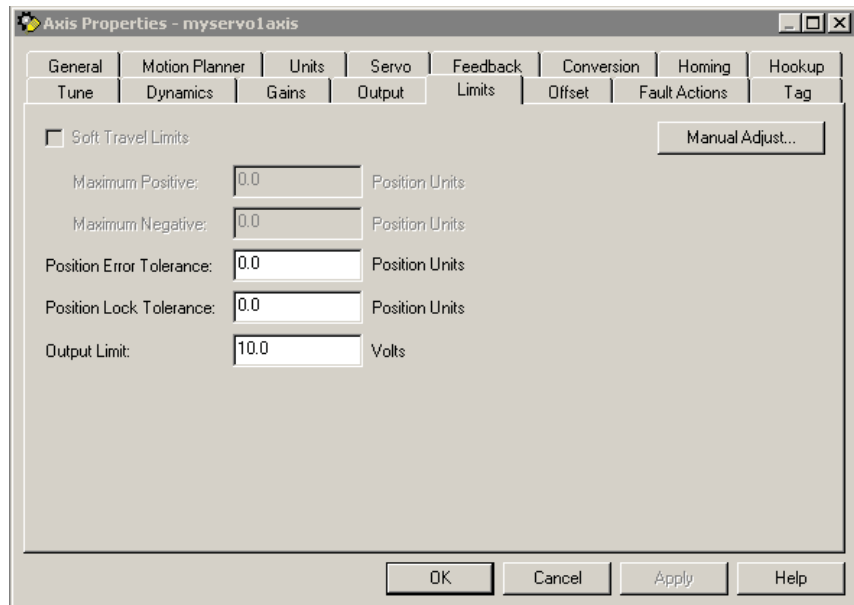 Axis Properties - myservo1axis
General Motion Planner Units Servo Feedback Conversion Homing Hookup
Tune Dynamics Gains Output Limits Offset Fault Actions Tag
Soft Travel Limits Manual Adjust...
Maximum Positive: 0.0 Position Units
Maximum Negative: 0.0 Position Units
Position Error Tolerance: 0.0 Position Units
Position Lock Tolerance: 0.0 Position Units
Output Limit: 10.0 Volts
OK Cancel Apply Help